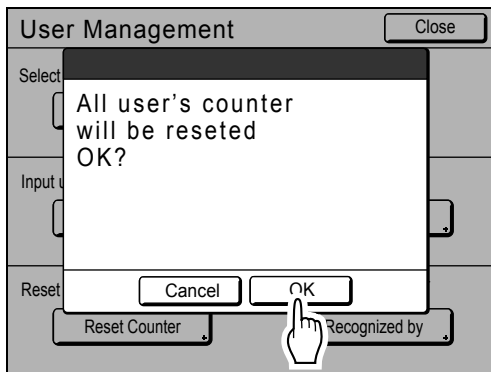 User Management
Close
Select
All user's counter
will be reseted
OK?
Input u
Reset
Cancel
OK
Reset Counter
Recognized by